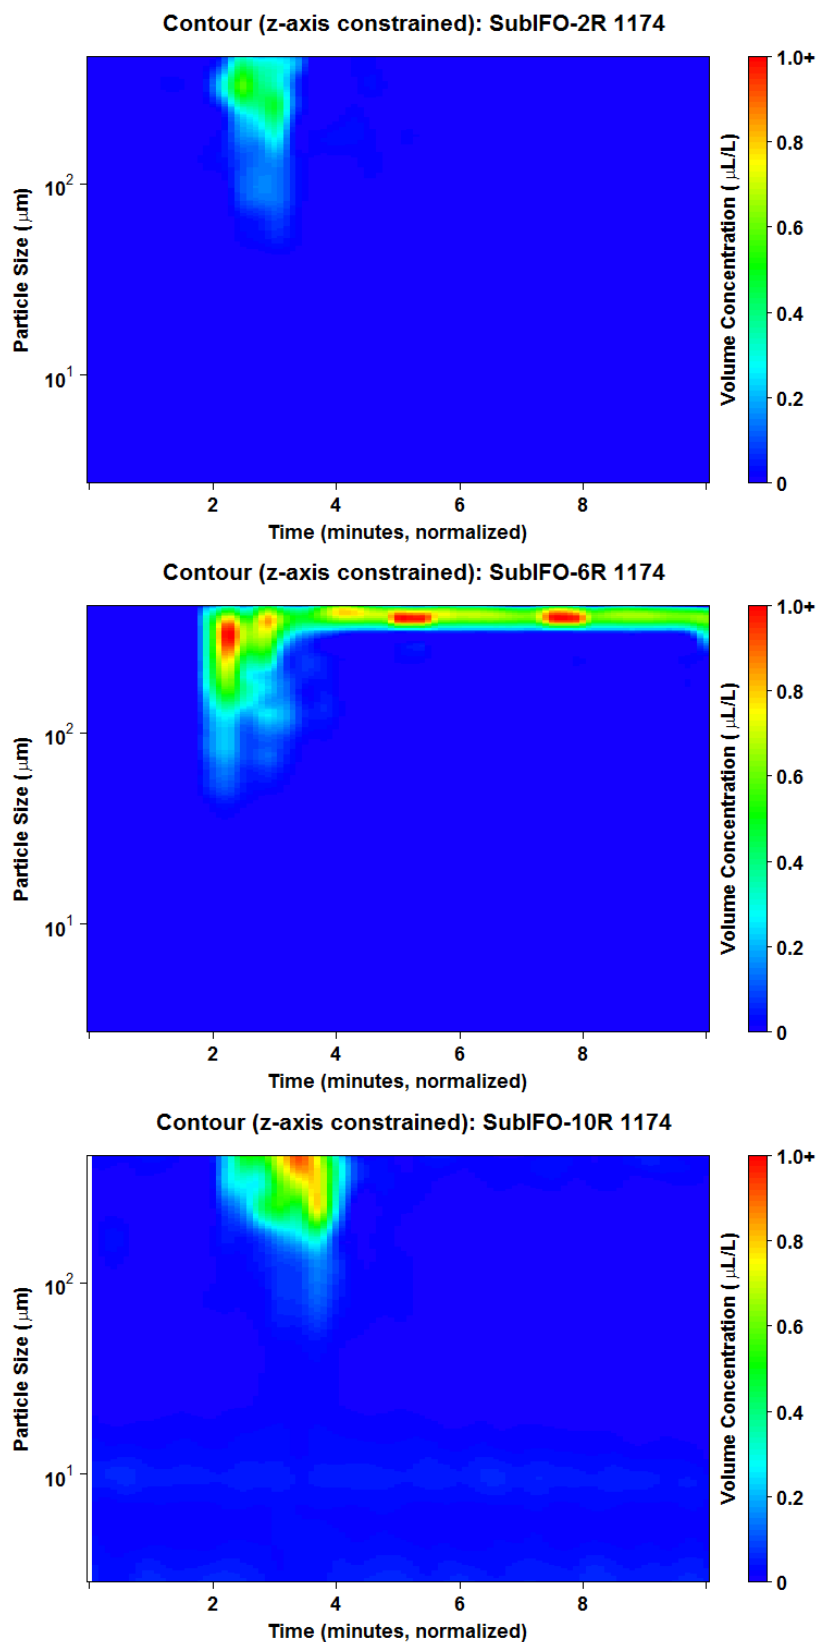 Contour (z-axis constrained): SubIFO-2R 1174
Particle Size (μm)
10²
10¹
2 4 6 8
Time (minutes, normalized)
Volume Concentration ( μL/L)
1.0+
0.8
0.6
0.4
0.2
0
Contour (z-axis constrained): SubIFO-6R 1174
Particle Size (μm)
10²
10¹
2 4 6 8
Time (minutes, normalized)
Volume Concentration ( μL/L)
1.0+
0.8
0.6
0.4
0.2
0
Contour (z-axis constrained): SubIFO-10R 1174
Particle Size (μm)
10²
10¹
2 4 6 8
Time (minutes, normalized)
Volume Concentration ( μL/L)
1.0+
0.8
0.6
0.4
0.2
0